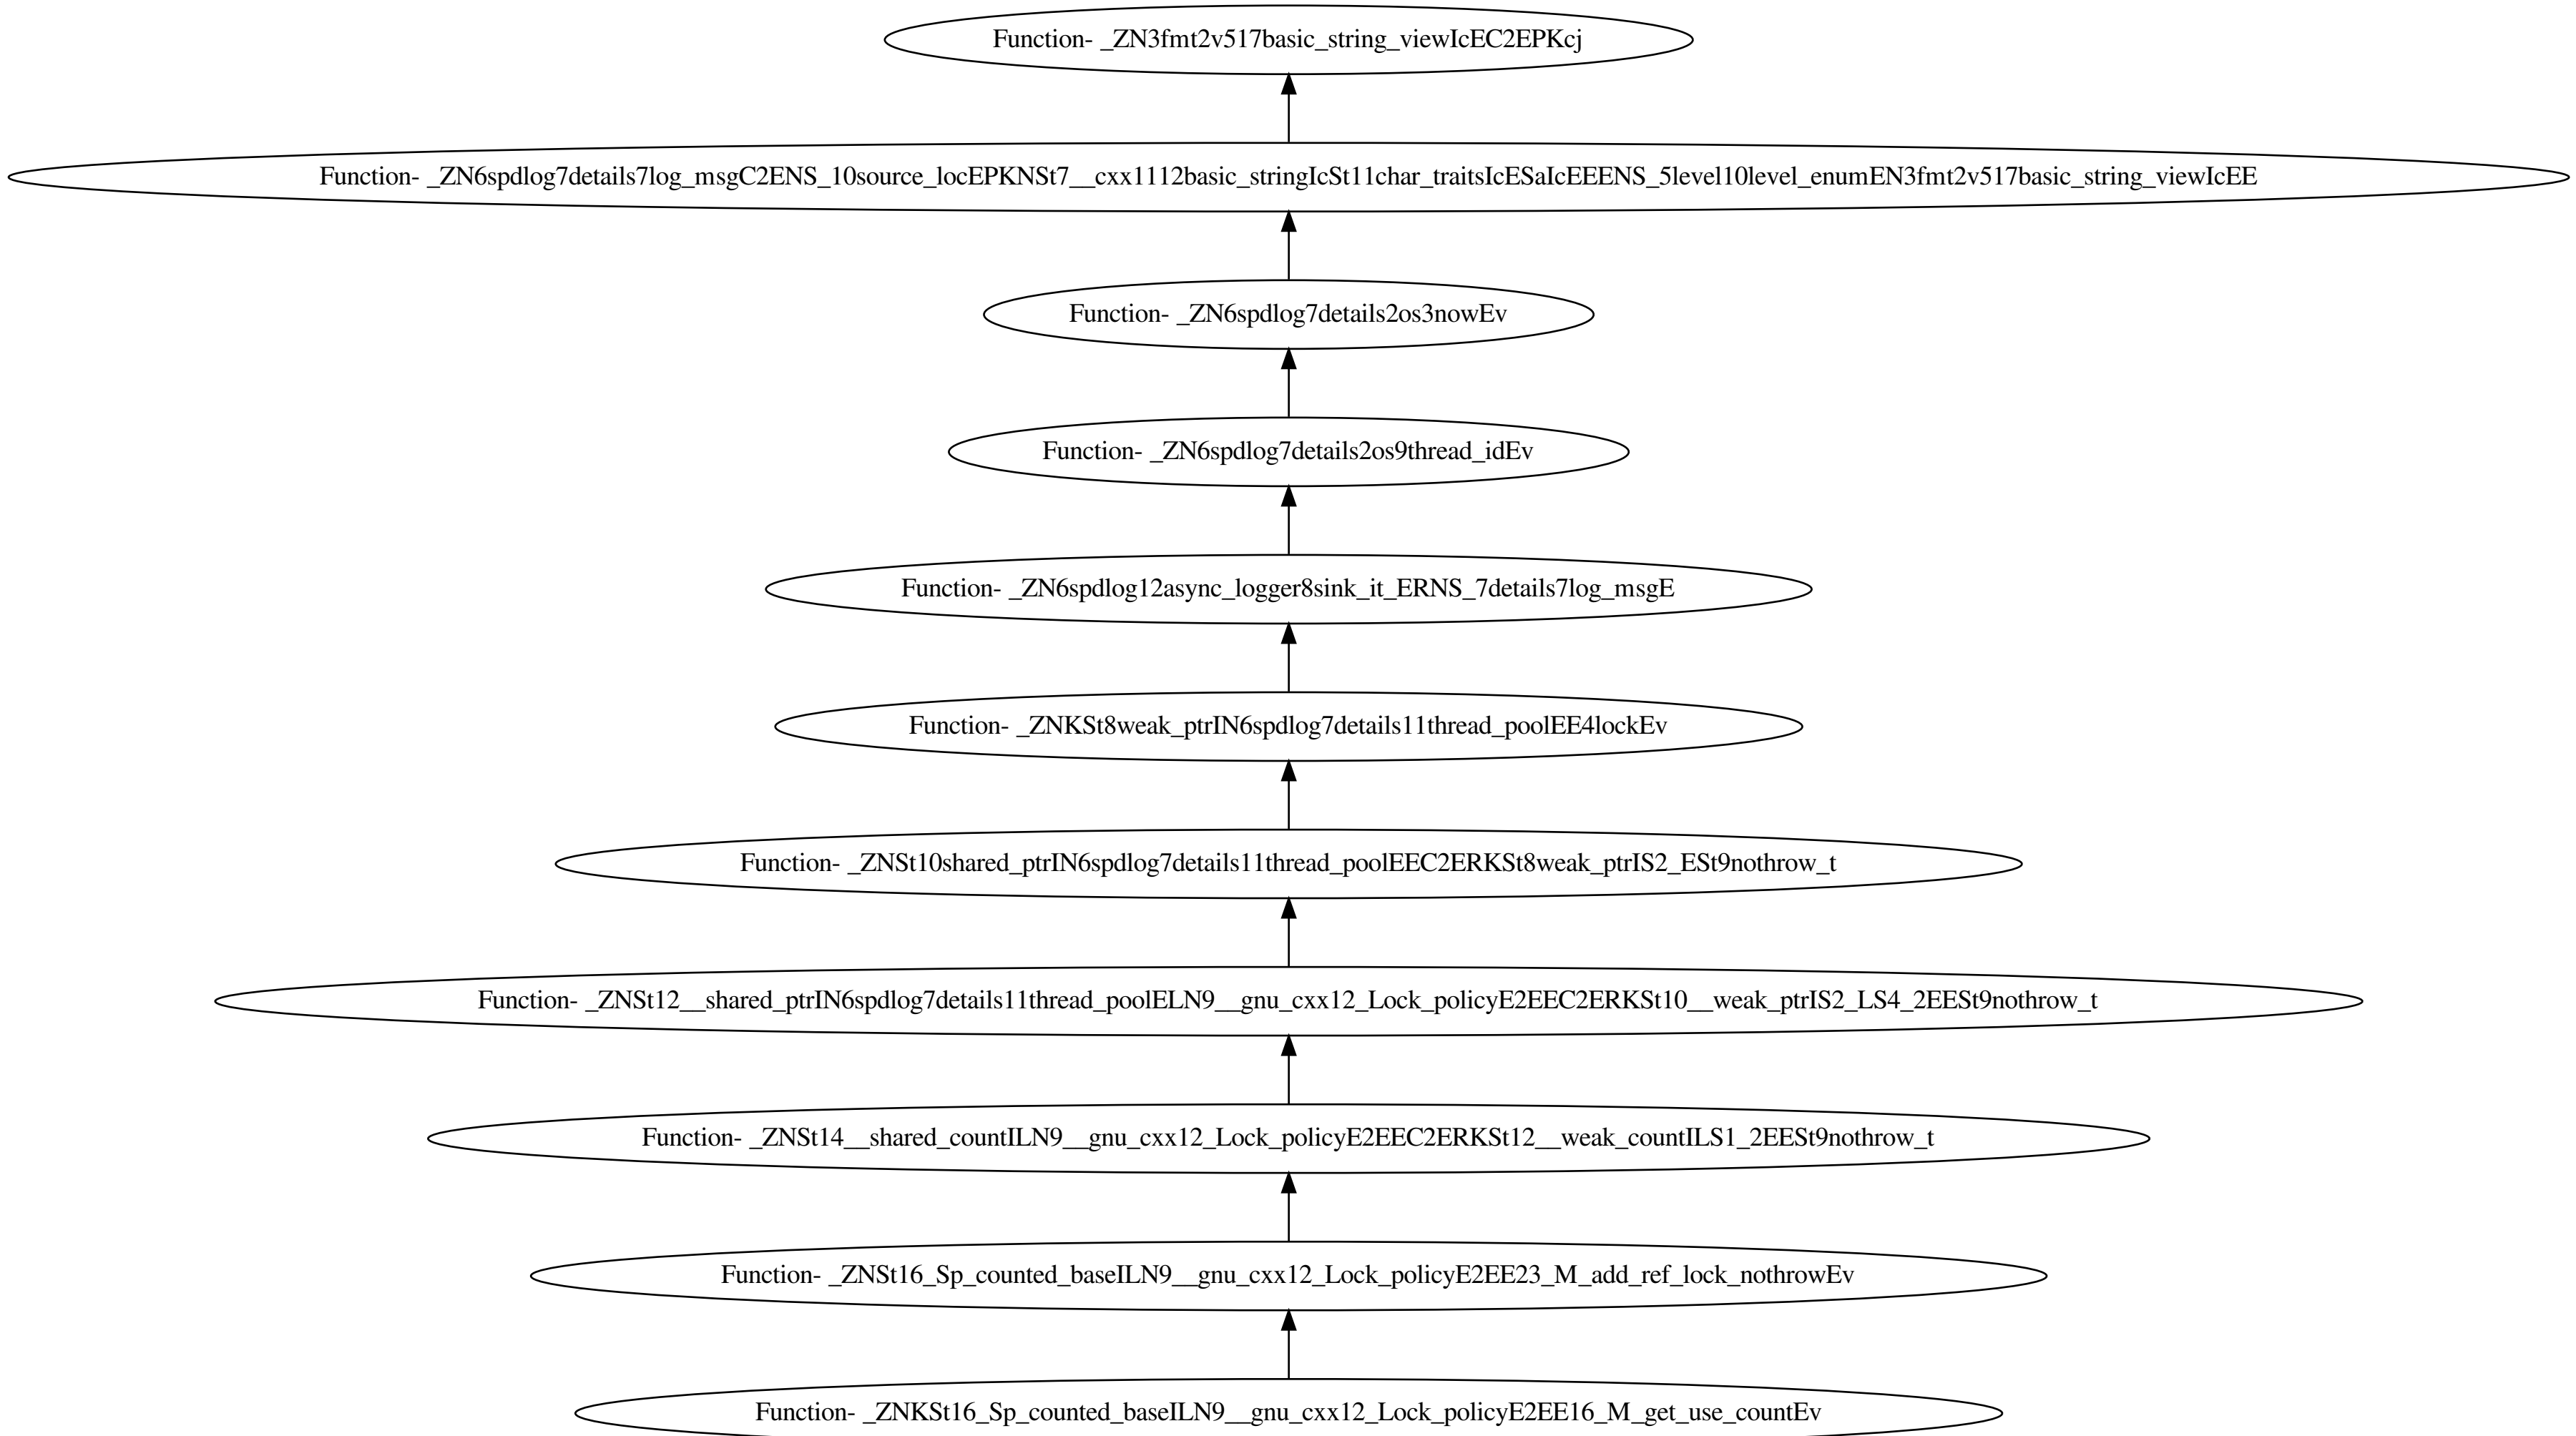 Function- _ZN3fmt2v517basic_string_viewIcEC2EPKcj
Function- _ZN6spdlog7details7log_msgC2ENS_10source_locEPKNSt7__cxx1112basic_stringIcSt11char_traitsIcESaIcEEENS_5level10level_enumEN3fmt2v517basic_string_viewIcEE
Function- _ZN6spdlog7details2os3nowEv
Function- _ZN6spdlog7details2os9thread_idEv
Function- _ZN6spdlog12async_logger8sink_it_ERNS_7details7log_msgE
Function- _ZNKSt8weak_ptrIN6spdlog7details11thread_poolEE4lockEv
Function- _ZNSt10shared_ptrIN6spdlog7details11thread_poolEEC2ERKSt8weak_ptrIS2_ESt9nothrow_t
Function- _ZNSt12__shared_ptrIN6spdlog7details11thread_poolELN9__gnu_cxx12_Lock_policyE2EEC2ERKSt10__weak_ptrIS2_LS4_2EESt9nothrow_t
Function- _ZNSt14__shared_countILN9__gnu_cxx12_Lock_policyE2EEC2ERKSt12__weak_countILS1_2EESt9nothrow_t
Function- _ZNSt16_Sp_counted_baseILN9__gnu_cxx12_Lock_policyE2EE23_M_add_ref_lock_nothrowEv
Function- _ZNKSt16_Sp_counted_baseILN9__gnu_cxx12_Lock_policyE2EE16_M_get_use_countEv